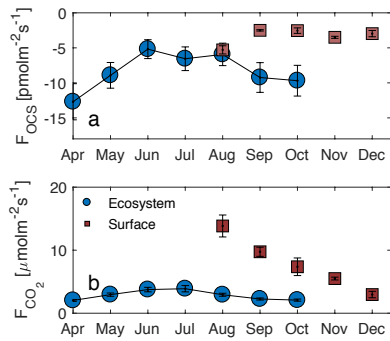 0
-5
-10
-15
F_OCS [pmolm-2s-1]
a
Apr May Jun Jul Aug Sep Oct Nov Dec
20
10
0
F_CO2 [μmolm-2s-1]
Ecosystem
Surface
b
Apr May Jun Jul Aug Sep Oct Nov Dec